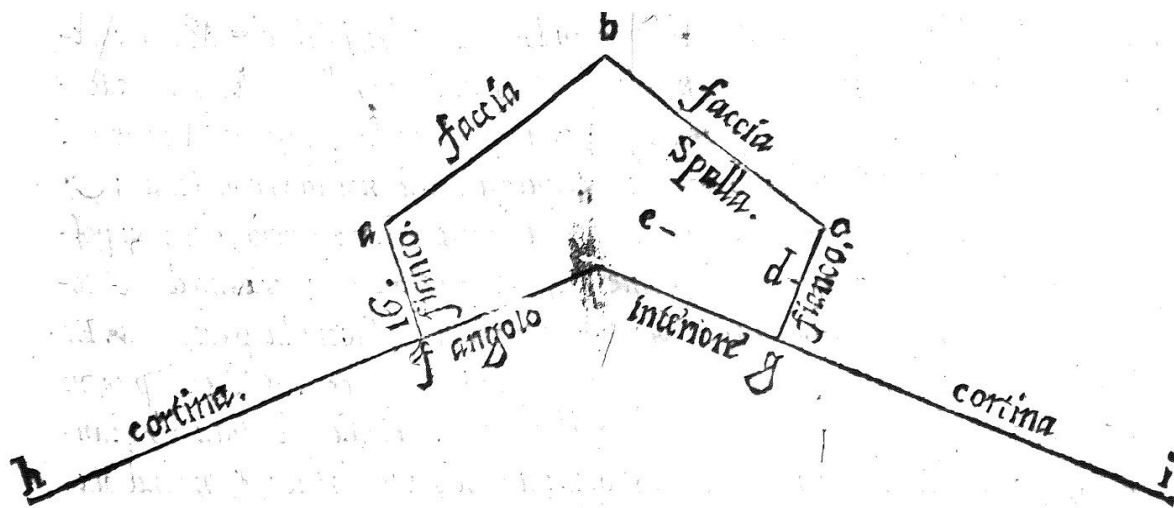 b
faccia
faccia
Spalla.
a
e
c.
d.
16.
fianco.
fianco.
f
angolo
interiore
g
cortina.
cortina
h
i